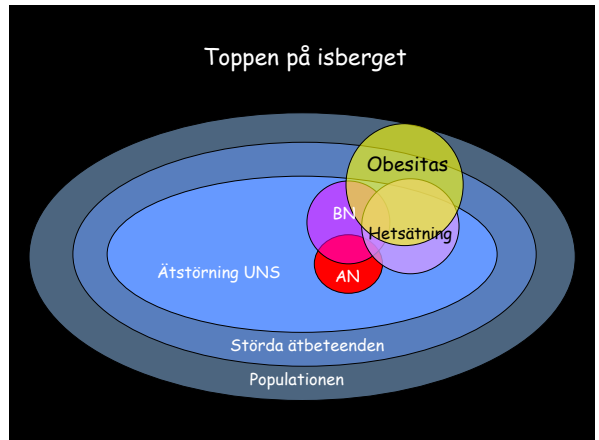 Toppen på isberget
Obesitas
BN
Hetsätning
AN
Ätstörning UNS
Störda ätbeteenden
Populationen